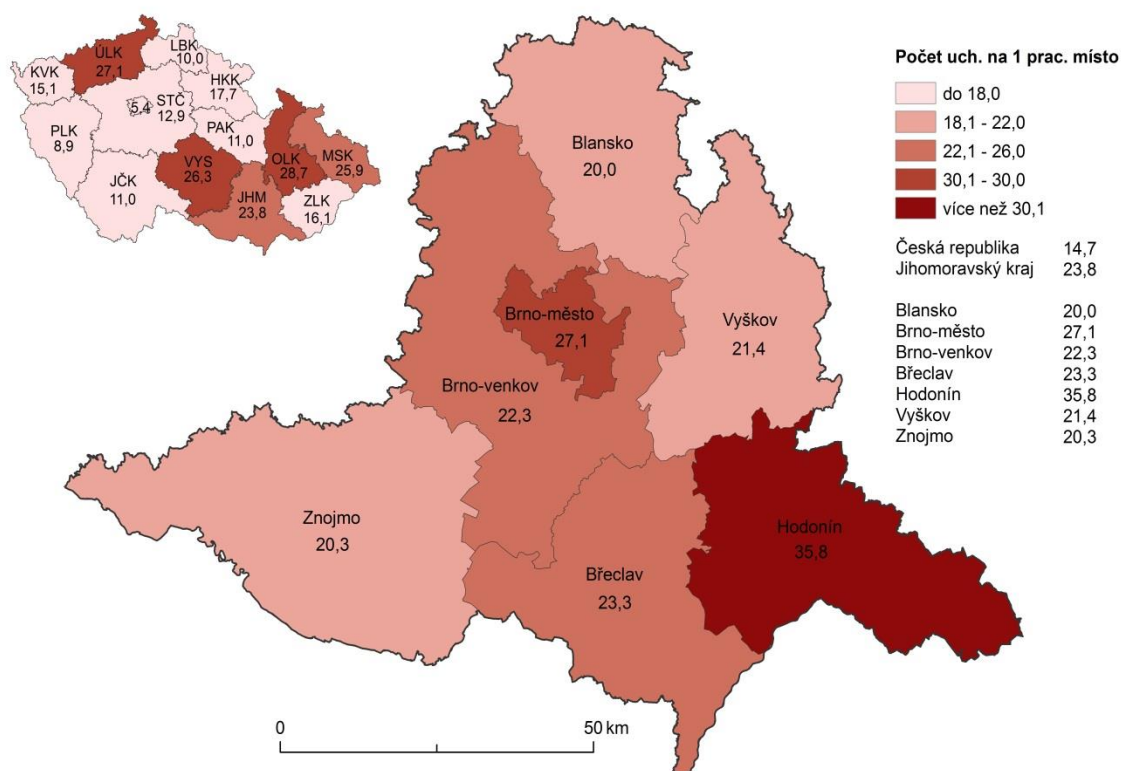 ÚLK
27,1
LBK
10,0
KVK
15,1
HKK
17,7
5,4
STČ
12,9
PLK
8,9
PAK
11,0
VYS
26,3
OLK
28,7
MSK
25,9
JČK
11,0
JHM
23,8
ZLK
16,1
Blansko
20,0
Brno-město
27,1
Vyškov
21,4
Brno-venkov
22,3
Znojmo
20,3
Hodonín
35,8
Břeclav
23,3
0 50 km
Počet uch. na 1 prac. místo
do 18,0
18,1 - 22,0
22,1 - 26,0
30,1 - 30,0
více než 30,1
Česká republika 14,7
Jihomoravský kraj 23,8
Blansko 20,0
Brno-město 27,1
Brno-venkov 22,3
Břeclav 23,3
Hodonín 35,8
Vyškov 21,4
Znojmo 20,3